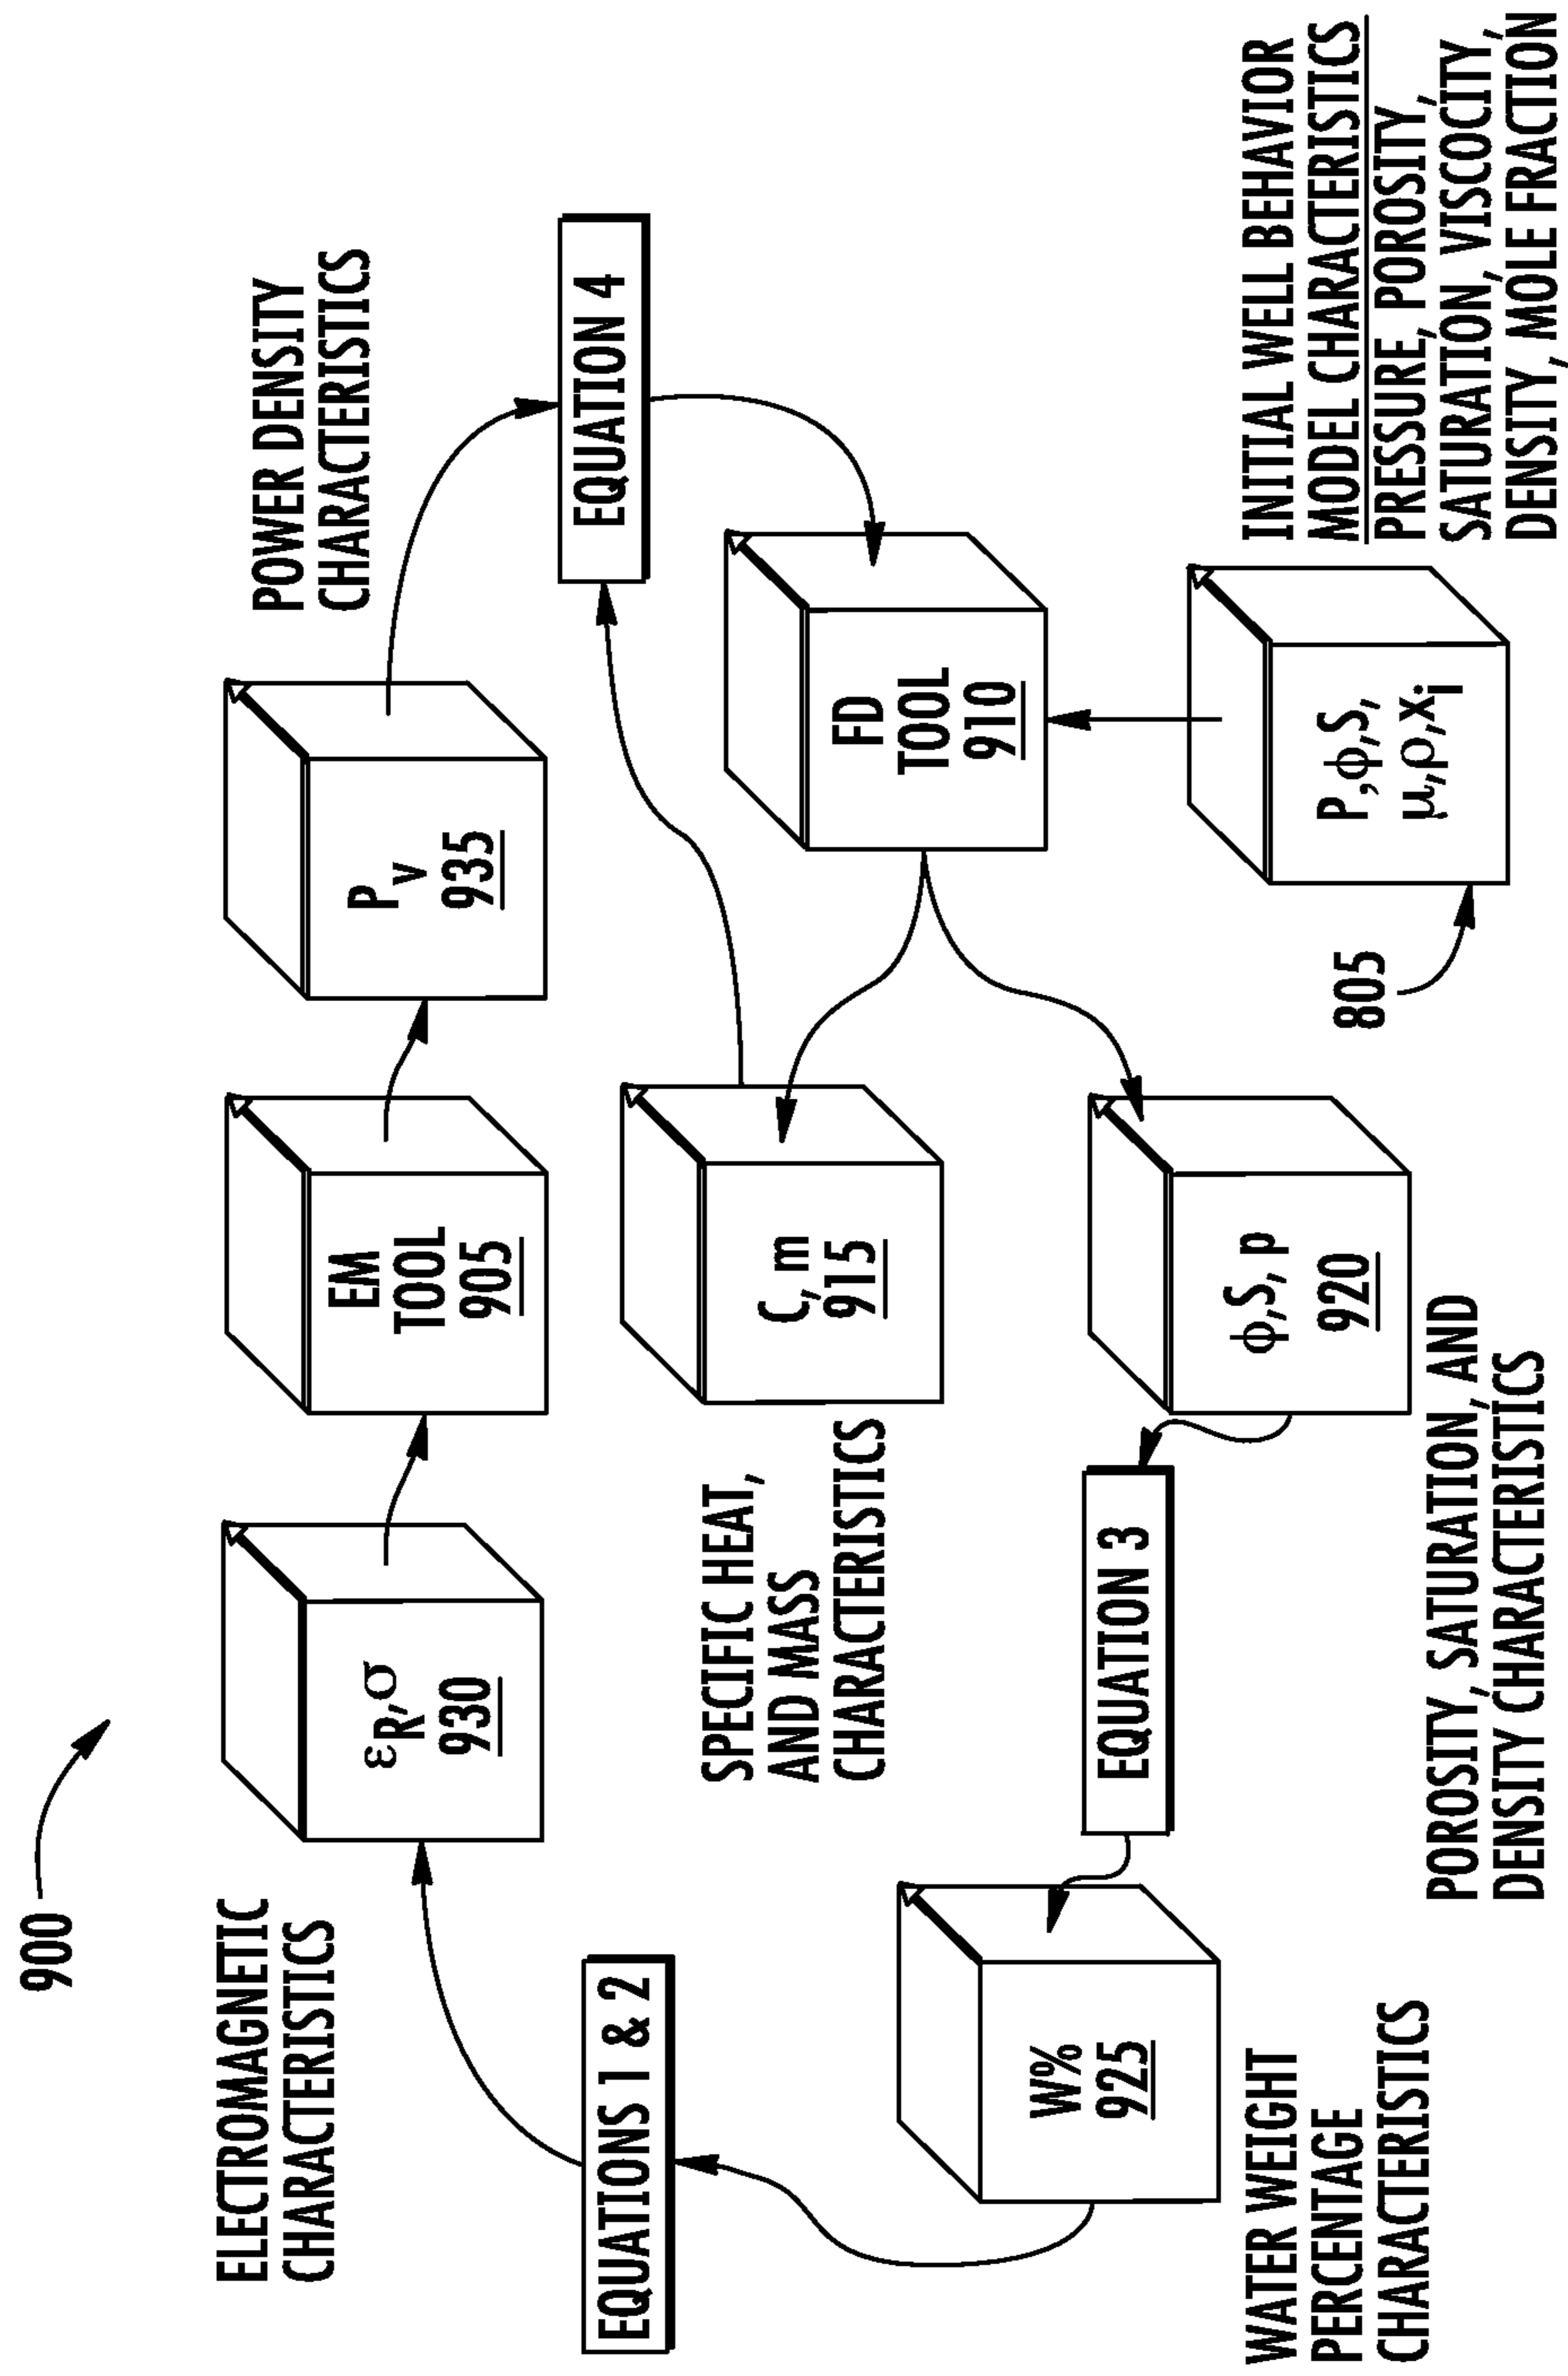 900
ELECTROMAGNETIC
CHARACTERISTICS
POWER DENSITY
CHARACTERISTICS
εR,σ
930
EM
TOOL
905
Pv
935
EQUATIONS 1 & 2
EQUATION 4
SPECIFIC HEAT,
AND MASS
CHARACTERISTICS
C, m
915
FD
TOOL
910
W%
925
EQUATION 3
ϕ,S, p
920
WATER WEIGHT
PERCENTAGE
CHARACTERISTICS
POROSITY, SATURATION, AND
DENSITY CHARACTERISTICS
805
P,ϕ,S,
μ,ρ,xi
INITIAL WELL BEHAVIOR
MODEL CHARACTERISTICS
PRESSURE, POROSITY,
SATURATION, VISCOCITY,
DENSITY, MOLE FRACTION